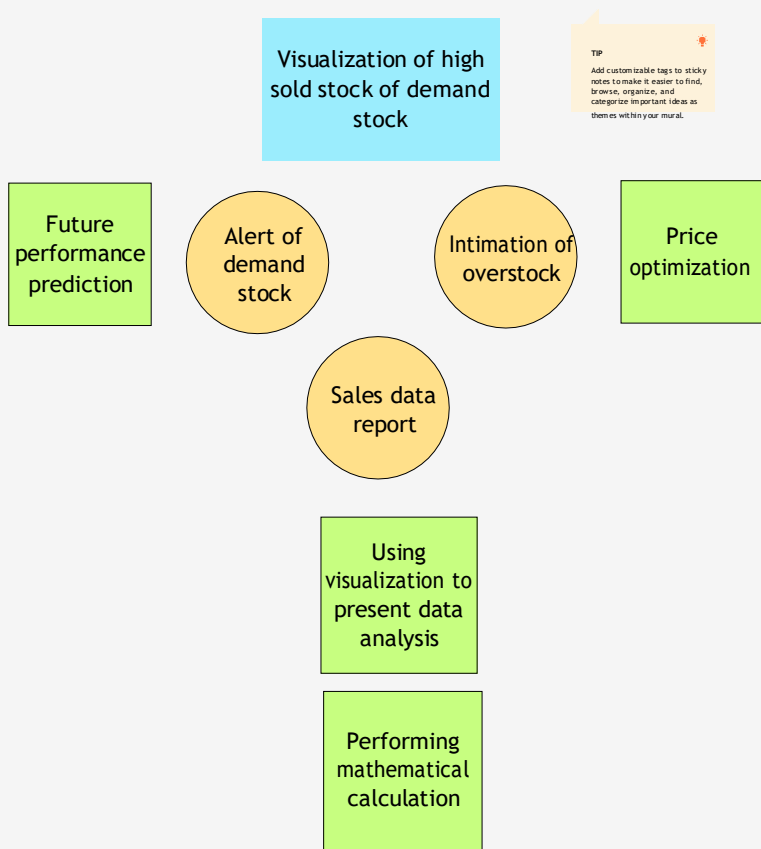 Visualization of high
sold stock of demand
stock
TIP
Add customizable tags to sticky
notes to make it easier to find,
browse, organize, and
categorize important ideas as
themes within your mural.
Future
performance
prediction
Alert of
demand
stock
Intimation of
overstock
Price
optimization
Sales data
report
Using
visualization to
present data
analysis
Performing
mathematical
calculation